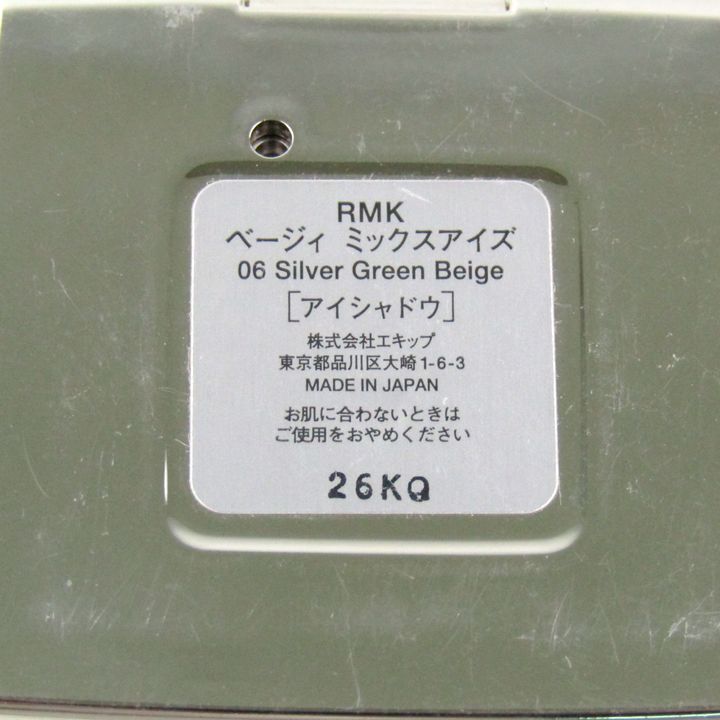 RMK
ベージィ ミックスアイズ
06 Silver Green Beige
[アイシャドウ]
株式会社エキップ
東京都品川区大崎1-6-3
MADE IN JAPAN
お肌に合わないときは
ご使用をおやめください
26KQ